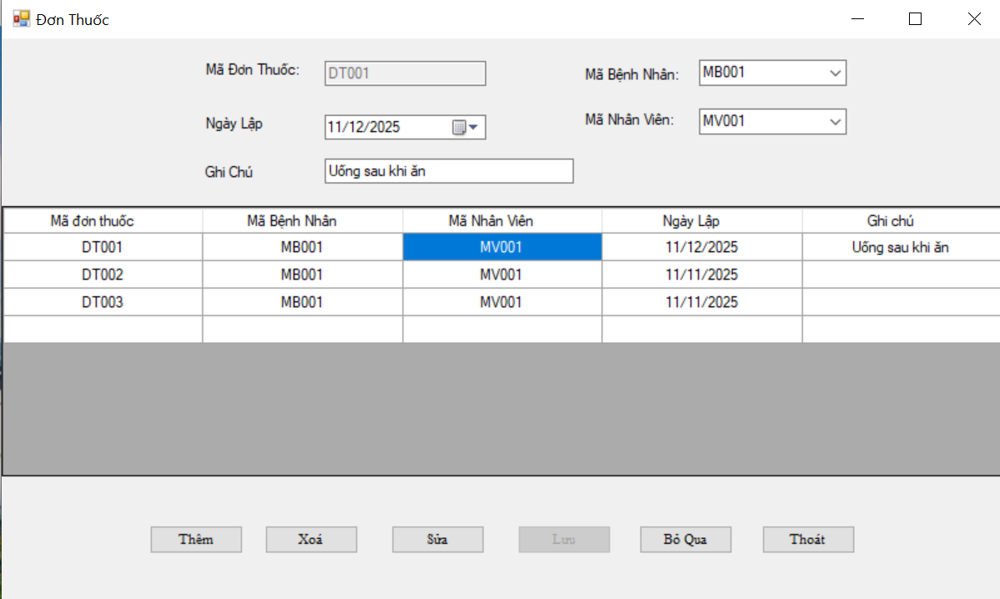 Đơn Thuốc
Mã Đơn Thuốc: DT001 Mã Bệnh Nhân: MB001
Ngày Lập 11/12/2025 Mã Nhân Viên: MV001
Ghi Chú Uống sau khi ăn
Mã đơn thuốc Mã Bệnh Nhân Mã Nhân Viên Ngày Lập Ghi chú
DT001 MB001 MV001 11/12/2025 Uống sau khi ăn
DT002 MB001 MV001 11/11/2025
DT003 MB001 MV001 11/11/2025
Thêm Xoá Sửa Lưu Bỏ Qua Thoát